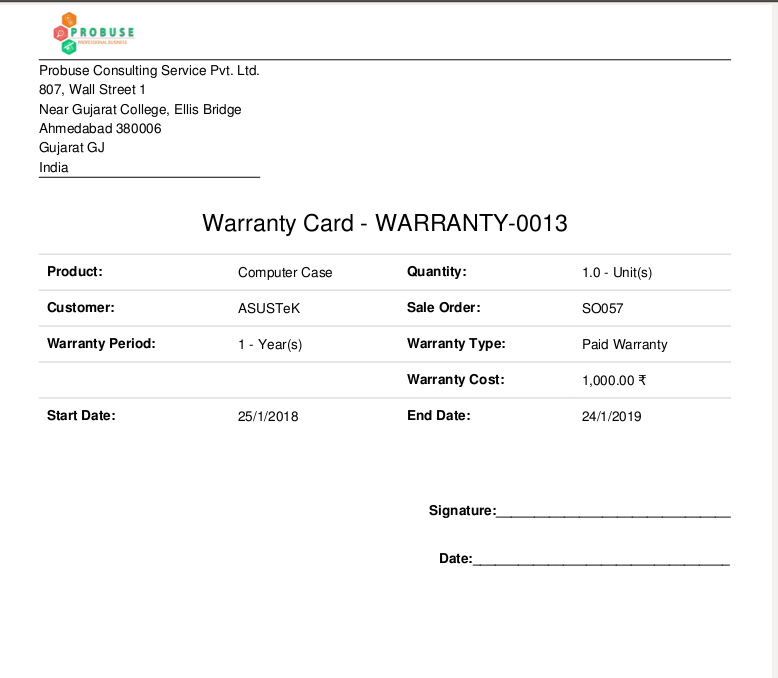 PROBUSE
PROFESSIONAL BUSINESS
Probuse Consulting Service Pvt. Ltd.
807, Wall Street 1
Near Gujarat College, Ellis Bridge
Ahmedabad 380006
Gujarat GJ
India
Warranty Card - WARRANTY-0013
Product: Computer Case Quantity: 1.0 - Unit(s)
Customer: ASUSTeK Sale Order: SO057
Warranty Period: 1 - Year(s) Warranty Type: Paid Warranty
Warranty Cost: 1,000.00 ₹
Start Date: 25/1/2018 End Date: 24/1/2019
Signature:
Date: